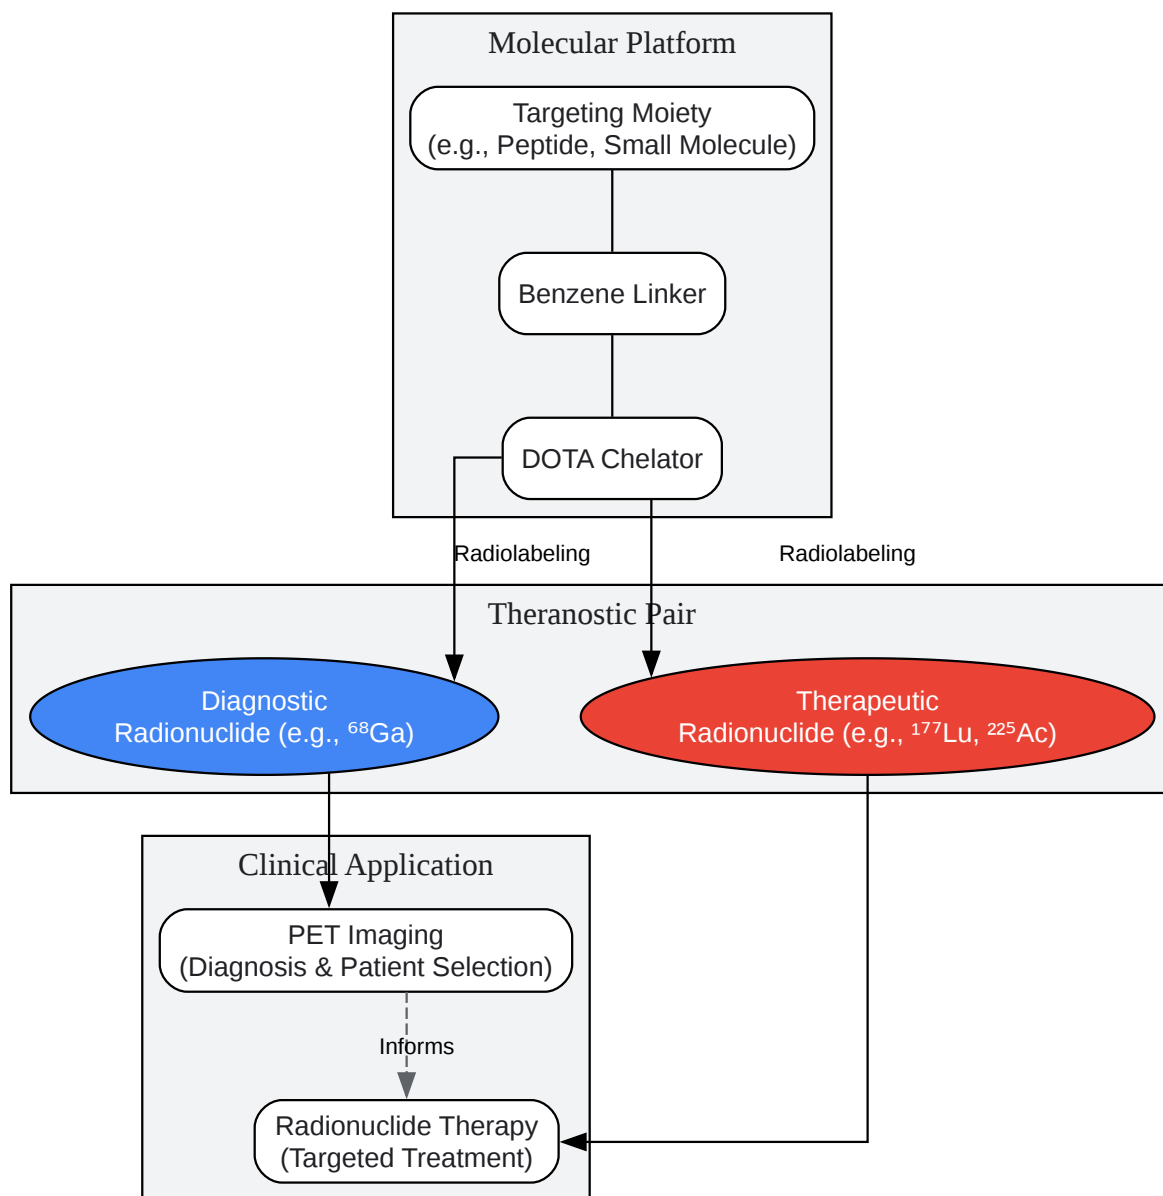 Molecular Platform
Targeting Moiety
(e.g., Peptide, Small Molecule)
Benzene Linker
DOTA Chelator
Radiolabeling
Radiolabeling
Theranostic Pair
Diagnostic
Radionuclide (e.g., ⁶⁸Ga)
Therapeutic
Radionuclide (e.g., ¹⁷⁷Lu, ²²⁵Ac)
Clinical Application
PET Imaging
(Diagnosis & Patient Selection)
Informs
Radionuclide Therapy
(Targeted Treatment)